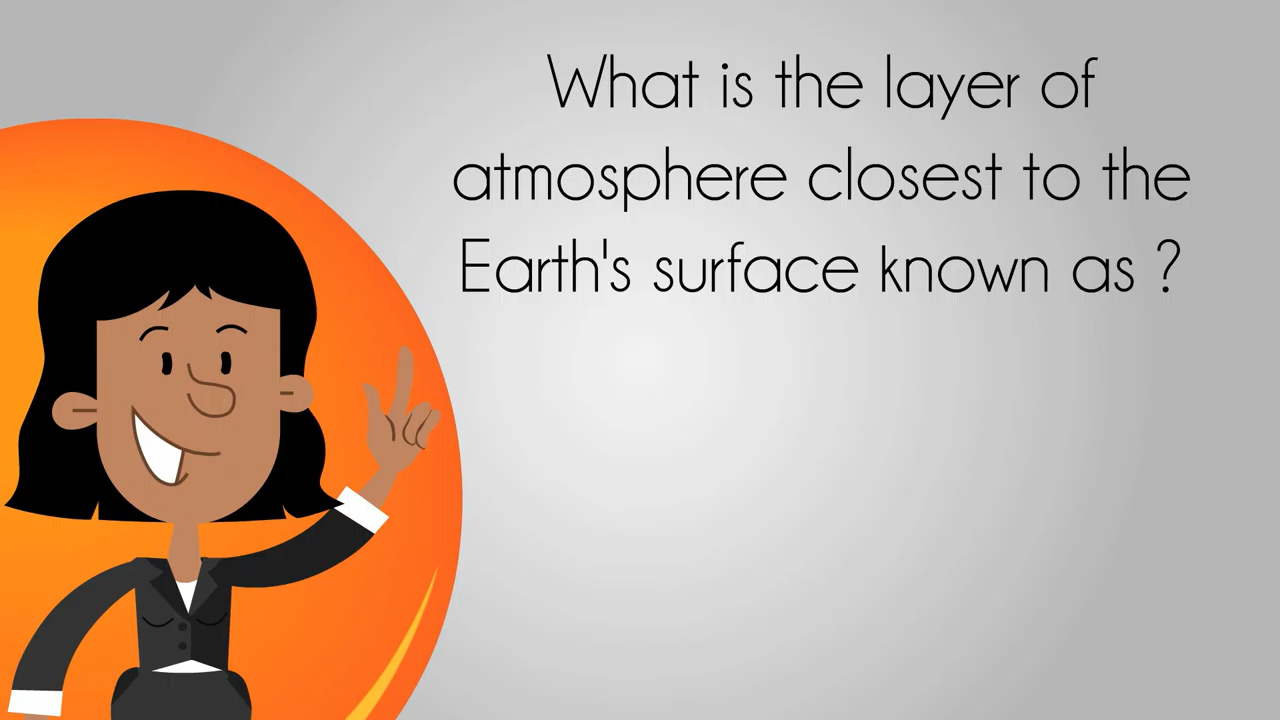 What is the layer of
atmosphere closest to the
Earth's surface known as ?